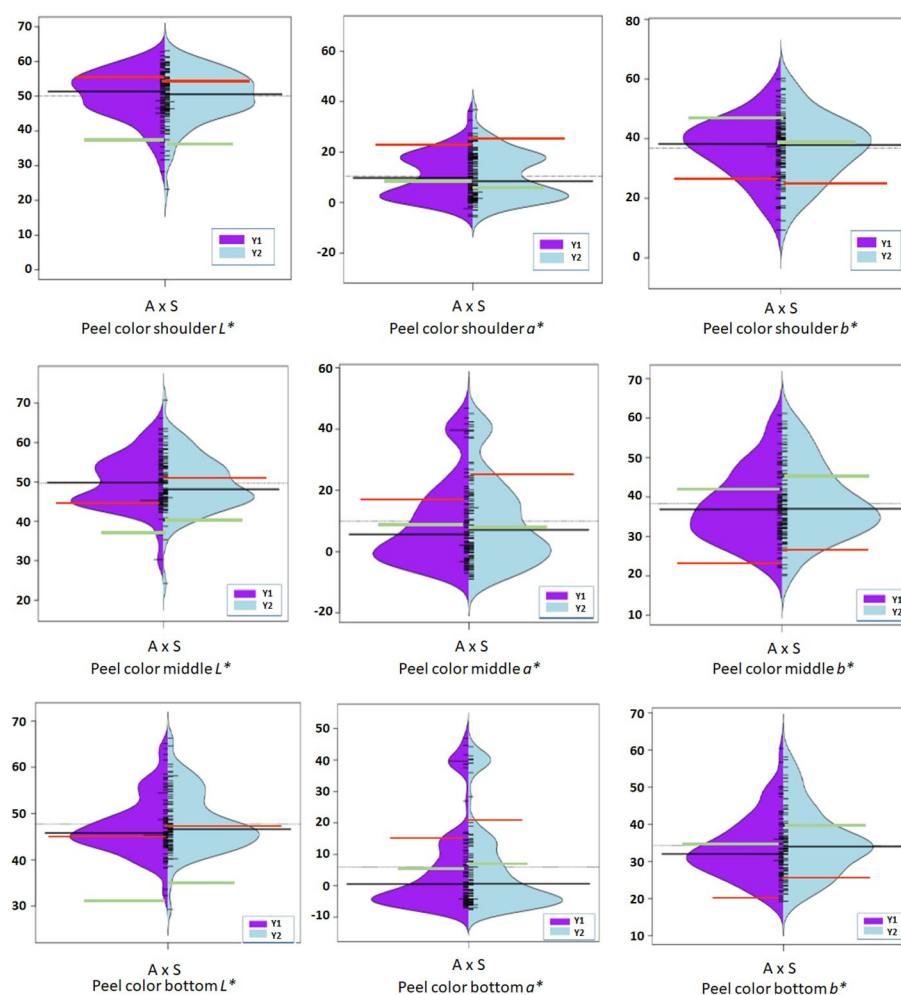 70
60
50
40
30
20
10
0
Y1
Y2
A x S
Peel color shoulder L*
60
40
20
0
-20
Y1
Y2
A x S
Peel color shoulder a*
80
60
40
20
0
Y1
Y2
A x S
Peel color shoulder b*
70
60
50
40
30
20
Y1
Y2
A x S
Peel color middle L*
60
40
20
0
-20
Y1
Y2
A x S
Peel color middle a*
70
60
50
40
30
20
10
Y1
Y2
A x S
Peel color middle b*
70
60
50
40
30
Y1
Y2
A x S
Peel color bottom L*
50
40
30
20
10
0
-10
Y1
Y2
A x S
Peel color bottom a*
70
60
50
40
30
20
10
Y1
Y2
A x S
Peel color bottom b*